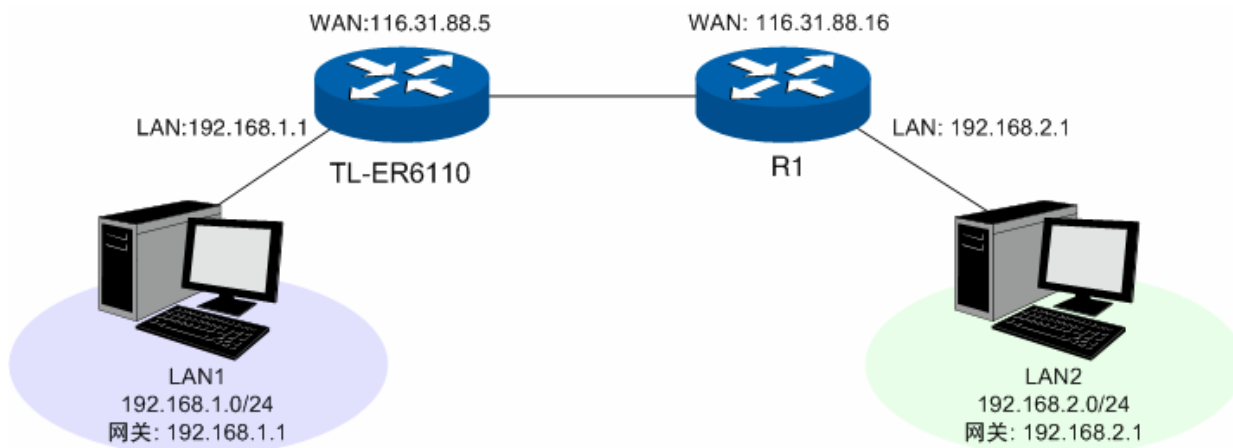 WAN:116.31.88.5
WAN: 116.31.88.16
LAN:192.168.1.1
LAN: 192.168.2.1
TL-ER6110
R1
LAN1
192.168.1.0/24
网关: 192.168.1.1
LAN2
192.168.2.0/24
网关: 192.168.2.1